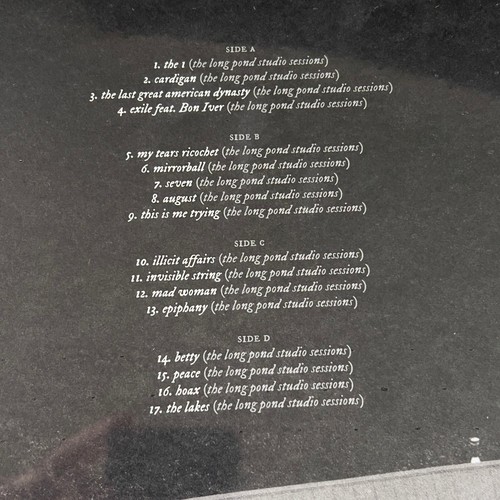 SIDE A
1. the 1 (the long pond studio sessions)
2. cardigan (the long pond studio sessions)
3. the last great american dynasty (the long pond studio sessions)
4. exile feat. Bon Iver (the long pond studio sessions)
SIDE B
5. my tears ricochet (the long pond studio sessions)
6. mirrorball (the long pond studio sessions)
7. seven (the long pond studio sessions)
8. august (the long pond studio sessions)
9. this is me trying (the long pond studio sessions)
SIDE C
10. illicit affairs (the long pond studio sessions)
11. invisible string (the long pond studio sessions)
12. mad woman (the long pond studio sessions)
13. epiphany (the long pond studio sessions)
SIDE D
14. betty (the long pond studio sessions)
15. peace (the long pond studio sessions)
16. hoax (the long pond studio sessions)
17. the lakes (the long pond studio sessions)